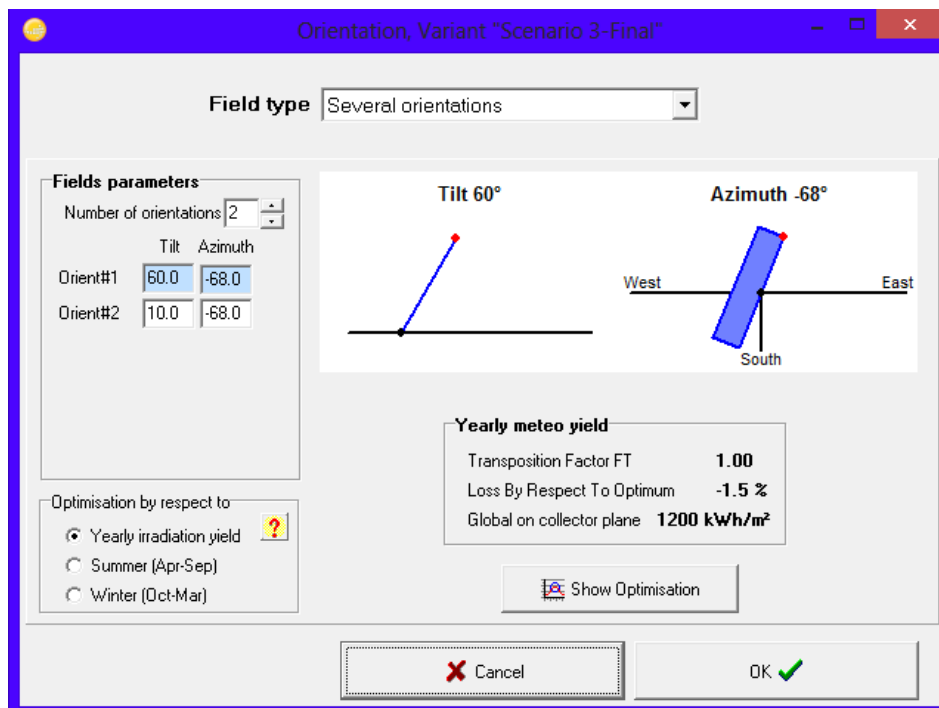 Orientation, Variant "Scenario 3-Final"
Field type Several orientations
Fields parameters
Number of orientations 2
Tilt Azimuth
Orient#1 60.0 -68.0
Orient#2 10.0 -68.0
Tilt 60° Azimuth -68°
West East
South
Yearly meteo yield
Transposition Factor FT 1.00
Loss By Respect To Optimum -1.5 %
Global on collector plane 1200 kWh/m²
Optimisation by respect to
Yearly irradiation yield ?
Summer (Apr-Sep)
Winter (Oct-Mar)
Show Optimisation
Cancel OK